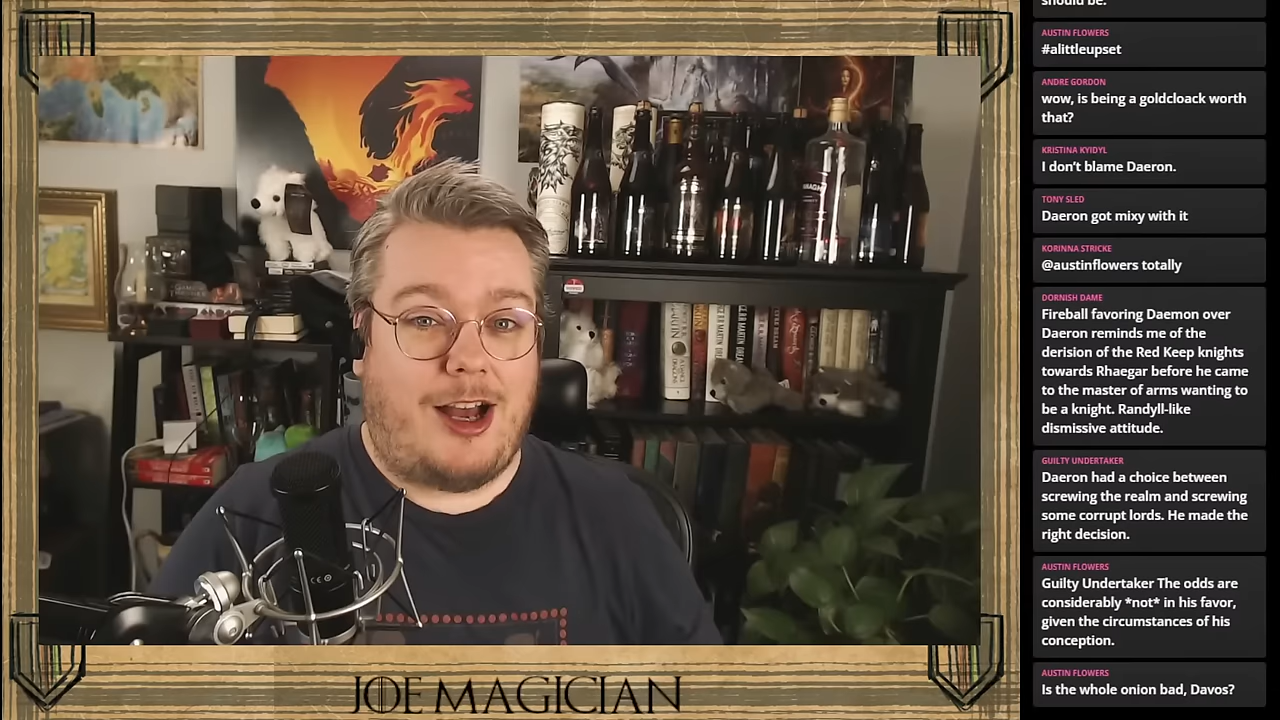 should be.
AUSTIN FLOWERS
#alittleupset
ANDRE GORDON
wow, is being a goldcloack worth
that?
KRISTINA KYIDYL
I don't blame Daeron.
TONY SLED
Daeron got mixy with it
KORINNA STRICKE
@austinflowers totally
DORNISH DAME
Fireball favoring Daemon over
Daeron reminds me of the
derision of the Red Keep knights
towards Rhaegar before he came
to the master of arms wanting to
be a knight. Randyll-like
dismissive attitude.
GUILTY UNDERTAKER
Daeron had a choice between
screwing the realm and screwing
some corrupt lords. He made the
right decision.
AUSTIN FLOWERS
Guilty Undertaker The odds are
considerably *not* in his favor,
given the circumstances of his
conception.
AUSTIN FLOWERS
Is the whole onion bad, Davos?
JOE MAGICIAN